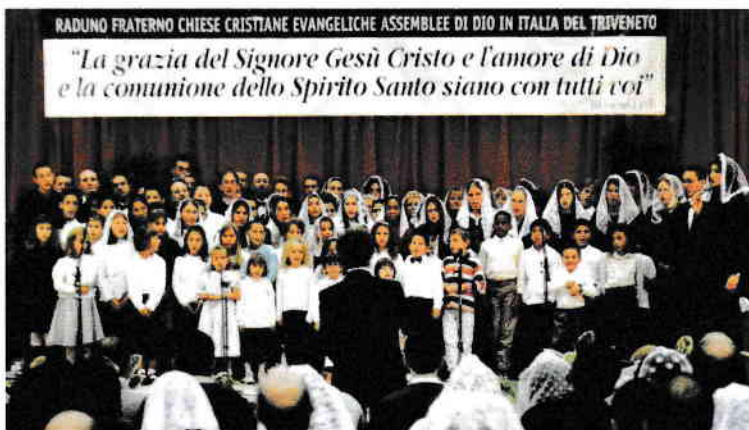 RADUNO FRATERNO CHIESE CRISTIANE EVANGELICHE ASSEMBLEE DI DIO IN ITALIA DEL TRIVENETO
“La grazia del Signore Gesù Cristo e l'amore di Dio
e la comunione dello Spirito Santo siano con tutti voi”